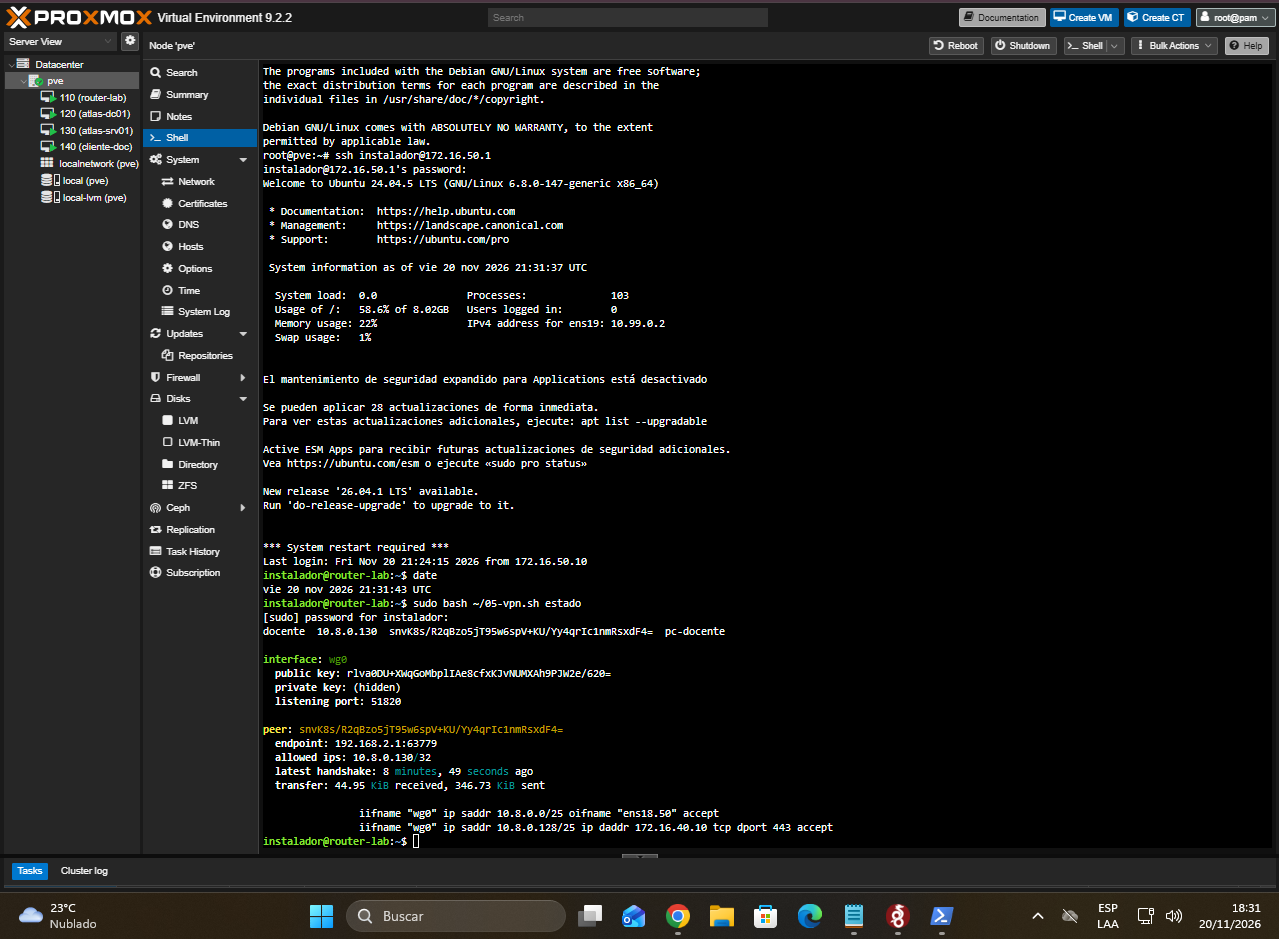 PROXMOX Virtual Environment 9.2.2
Search
Documentation
Create VM
Create CT
root@pam
Server View
Node 'pve'
Reboot
Shutdown
Shell
Bulk Actions
Help
Datacenter
pve
110 (router-lab)
120 (atlas-dc01)
130 (atlas-srv01)
140 (cliente-doc)
localnetwork (pve)
local (pve)
local-lvm (pve)
Search
Summary
Notes
Shell
System
Network
Certificates
DNS
Hosts
Options
Time
System Log
Updates
Repositories
Firewall
Disks
LVM
LVM-Thin
Directory
ZFS
Ceph
Replication
Task History
Subscription
The programs included with the Debian GNU/Linux system are free software;
the exact distribution terms for each program are described in the
individual files in /usr/share/doc/*/copyright.
Debian GNU/Linux comes with ABSOLUTELY NO WARRANTY, to the extent
permitted by applicable law.
root@pve:~# ssh instalador@172.16.50.1
instalador@172.16.50.1's password:
Welcome to Ubuntu 24.04.5 LTS (GNU/Linux 6.8.0-147-generic x86_64)
* Documentation:  https://help.ubuntu.com
* Management:     https://landscape.canonical.com
* Support:        https://ubuntu.com/pro
System information as of vie 20 nov 2026 21:31:37 UTC
System load:  0.0               Processes:              103
Usage of /:   58.6% of 8.02GB   Users logged in:        0
Memory usage: 22%               IPv4 address for ens19: 10.99.0.2
Swap usage:   1%
El mantenimiento de seguridad expandido para Applications está desactivado
Se pueden aplicar 28 actualizaciones de forma inmediata.
Para ver estas actualizaciones adicionales, ejecute: apt list --upgradable
Active ESM Apps para recibir futuras actualizaciones de seguridad adicionales.
Vea https://ubuntu.com/esm o ejecute «sudo pro status»
New release '26.04.1 LTS' available.
Run 'do-release-upgrade' to upgrade to it.
*** System restart required ***
Last login: Fri Nov 20 21:24:15 2026 from 172.16.50.10
instalador@router-lab:~$ date
vie 20 nov 2026 21:31:43 UTC
instalador@router-lab:~$ sudo bash ~/05-vpn.sh estado
[sudo] password for instalador:
docente  10.8.0.130  snvK8s/R2qBzo5jT95w6spV+KU/Yy4qrIc1nmRsxdF4=  pc-docente
interface: wg0
public key: rlva0DU+XWqGoMbplIAe8cfxKJvNUMXAh9PJW2e/620=
private key: (hidden)
listening port: 51820
peer: snvK8s/R2qBzo5jT95w6spV+KU/Yy4qrIc1nmRsxdF4=
endpoint: 192.168.2.1:63779
allowed ips: 10.8.0.130/32
latest handshake: 8 minutes, 49 seconds ago
transfer: 44.95 KiB received, 346.73 KiB sent
iifname "wg0" ip saddr 10.8.0.0/25 oifname "ens18.50" accept
iifname "wg0" ip saddr 10.8.0.128/25 ip daddr 172.16.40.10 tcp dport 443 accept
instalador@router-lab:~$
Tasks
Cluster log
23°C
Nublado
Buscar
ESP
LAA
18:31
20/11/2026